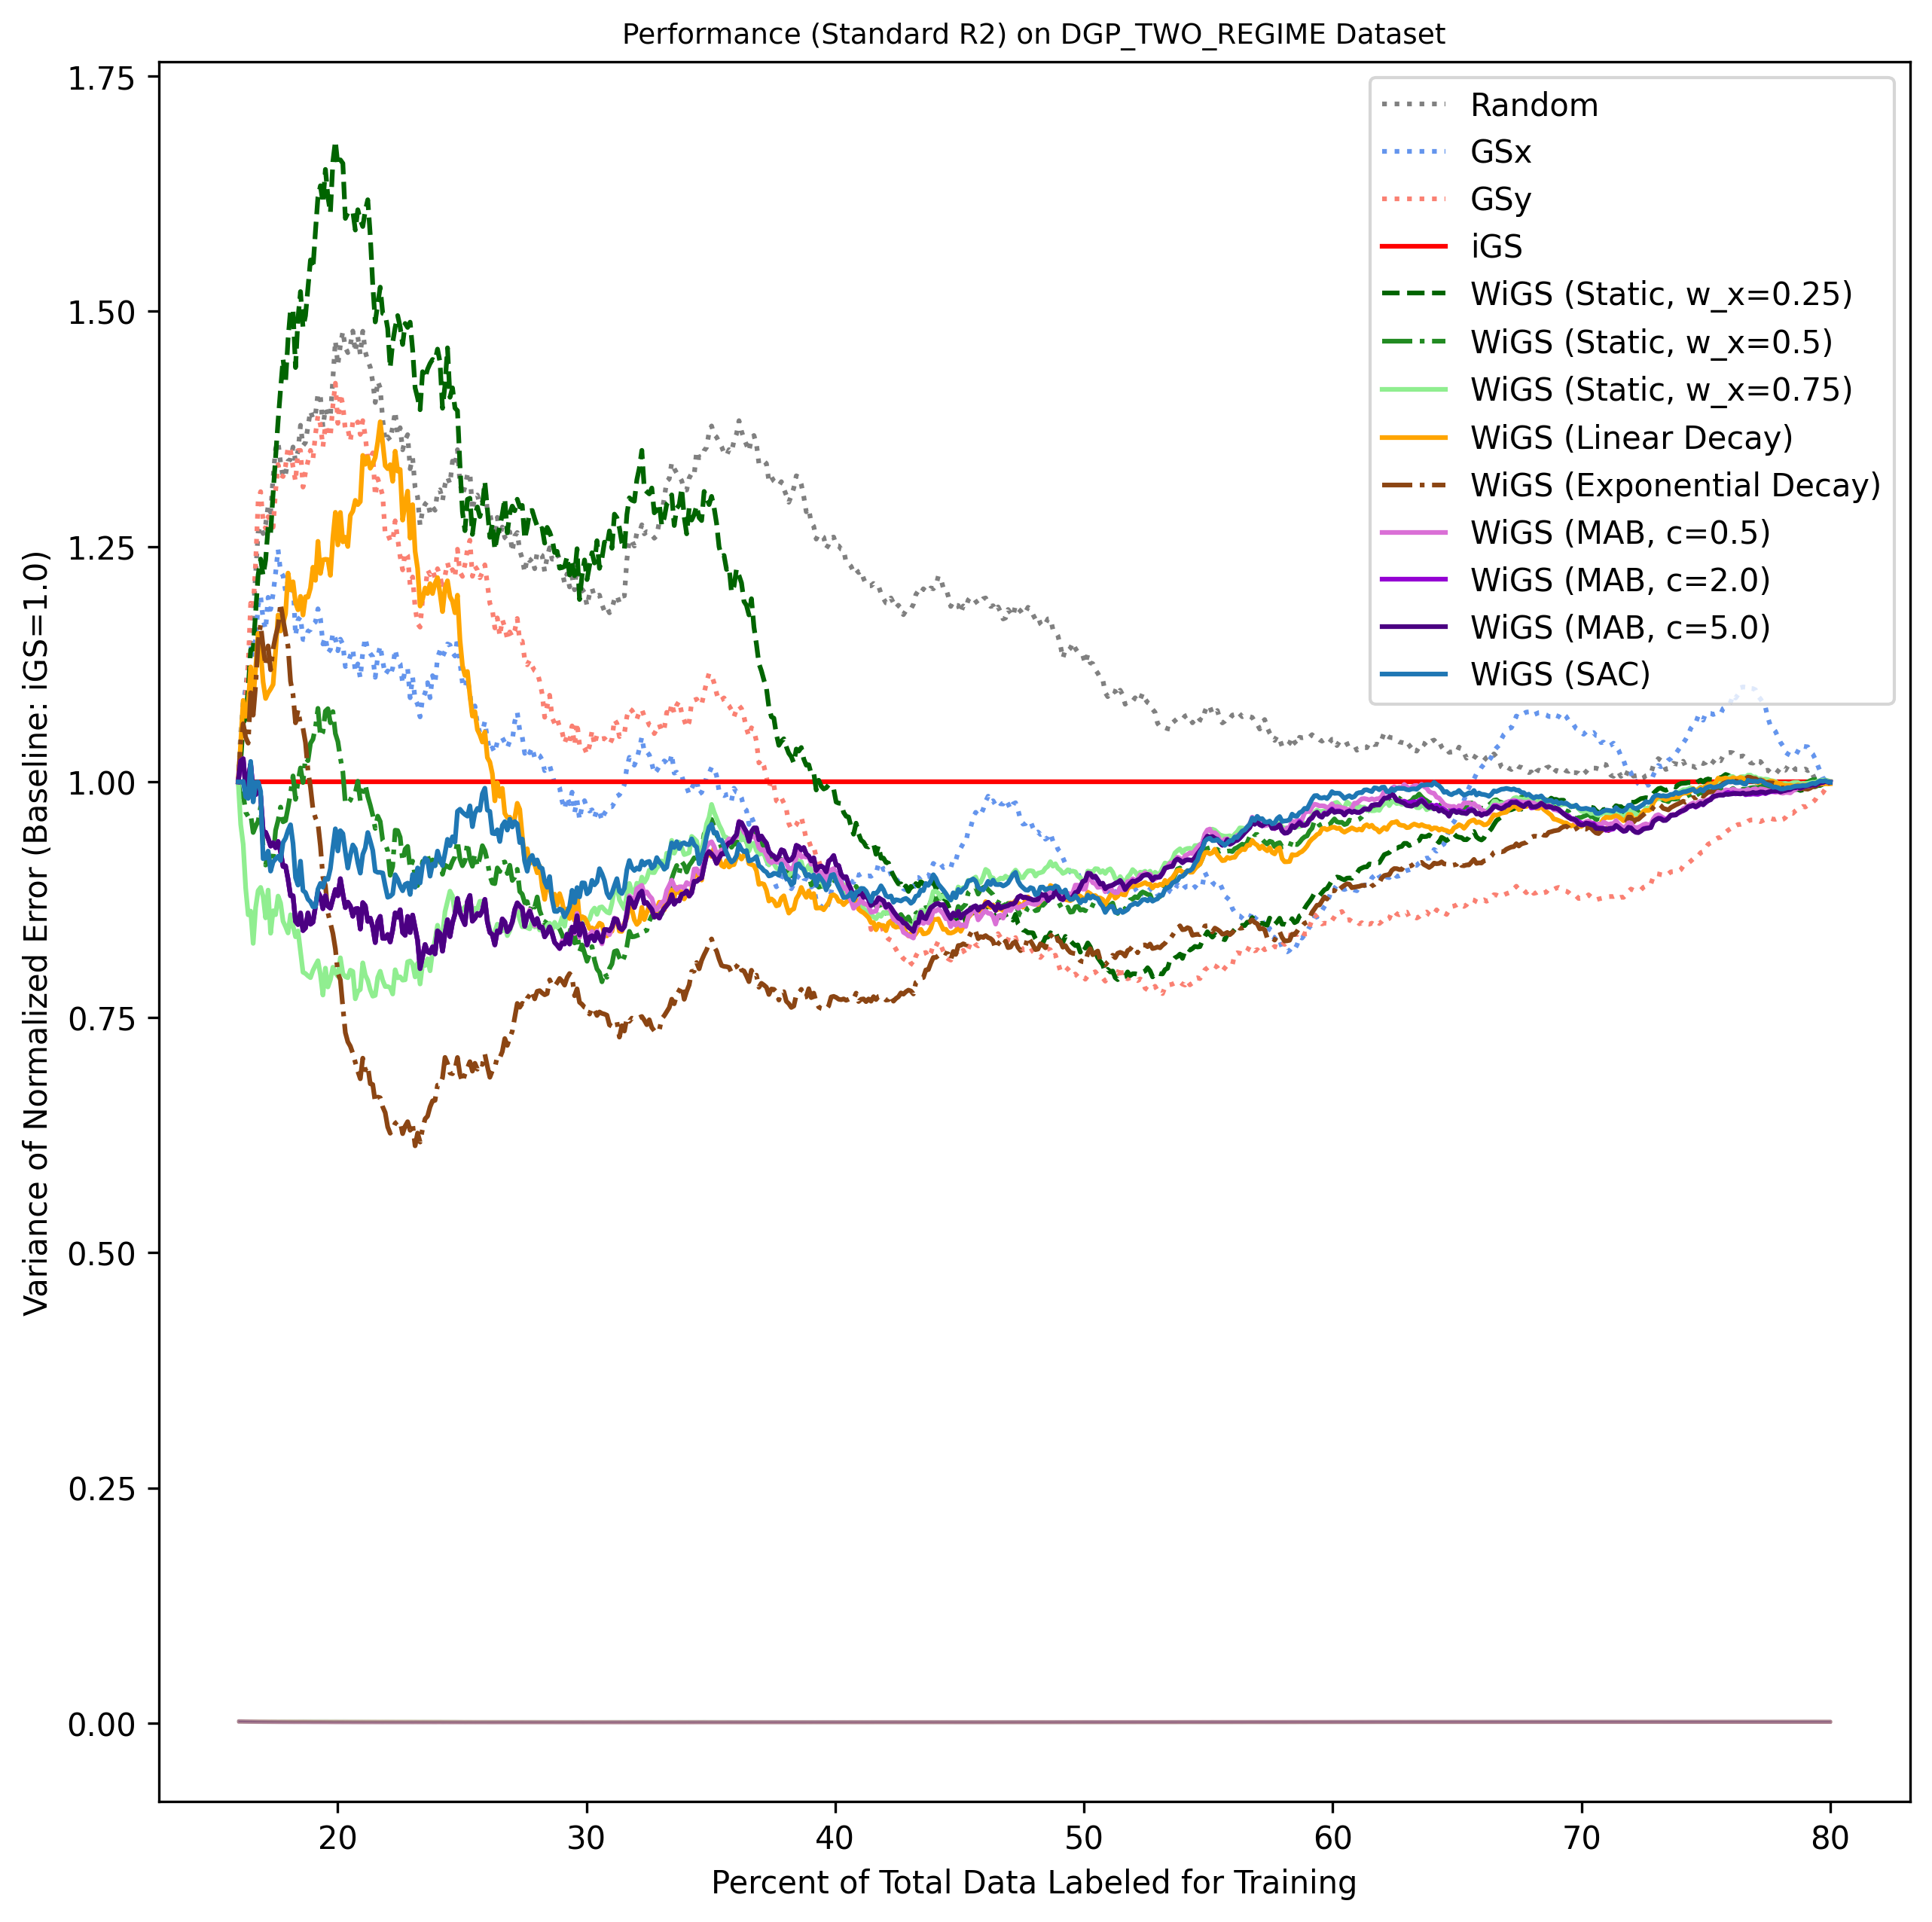 Performance (Standard R2) on DGP_TWO_REGIME Dataset
Variance of Normalized Error (Baseline: iGS=1.0)
1.75
1.50
1.25
1.00
0.75
0.50
0.25
0.00
Random
GSx
GSy
iGS
WiGS (Static, w_x=0.25)
WiGS (Static, w_x=0.5)
WiGS (Static, w_x=0.75)
WiGS (Linear Decay)
WiGS (Exponential Decay)
WiGS (MAB, c=0.5)
WiGS (MAB, c=2.0)
WiGS (MAB, c=5.0)
WiGS (SAC)
20 30 40 50 60 70 80
Percent of Total Data Labeled for Training